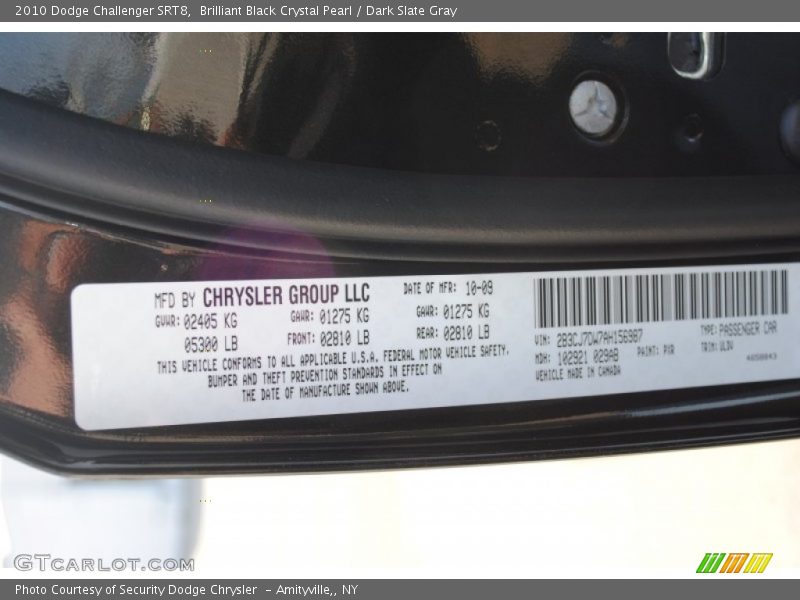 2010 Dodge Challenger SRT8, Brilliant Black Crystal Pearl / Dark Slate Gray
MFD BY CHRYSLER GROUP LLC
DATE OF MFR: 10-09
GVWR: 02405 KG
GAWR: 01275 KG
GAWR: 01275 KG
05300 LB
FRONT: 02810 LB
REAR: 02810 LB
THIS VEHICLE CONFORMS TO ALL APPLICABLE U.S.A. FEDERAL MOTOR VEHICLE SAFETY,
BUMPER AND THEFT PREVENTION STANDARDS IN EFFECT ON
THE DATE OF MANUFACTURE SHOWN ABOVE.
VIN: 2B3CJ7DW7AH156987
TYPE: PASSENGER CAR
MDH: 102921 029AB
PAINT: PXR
TRIM: ULDV
VEHICLE MADE IN CANADA
GTCARLOT.COM
Photo Courtesy of Security Dodge Chrysler - Amityville,, NY